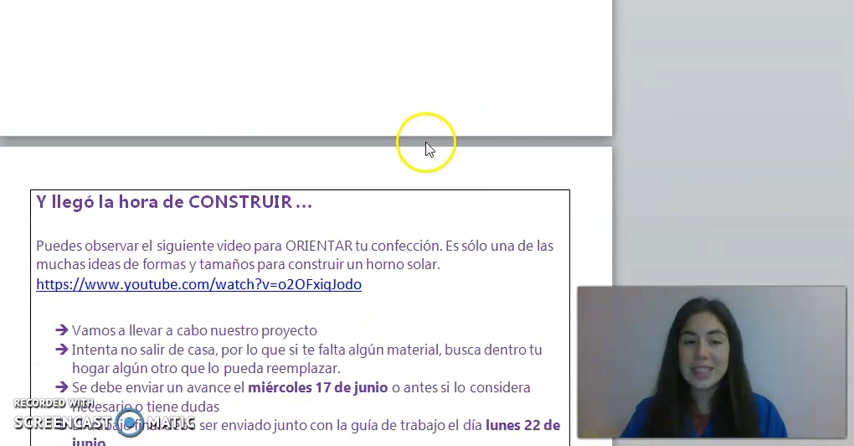 Y llegó la hora de CONSTRUIR ...
Puedes observar el siguiente video para ORIENTAR tu confección. Es sólo una de las
muchas ideas de formas y tamaños para construir un horno solar.
https://www.youtube.com/watch?v=o2OFxiqJodo
→ Vamos a llevar a cabo nuestro proyecto
→ Intenta no salir de casa, por lo que si te falta algún material, busca dentro tu
hogar algún otro que lo pueda reemplazar.
→ Se debe enviar un avance el miércoles 17 de junio o antes si lo considera
necesario o tiene dudas
RECORDED WITH
SCREENCAST MATIC
ser enviado junto con la guía de trabajo el día lunes 22 de
junio